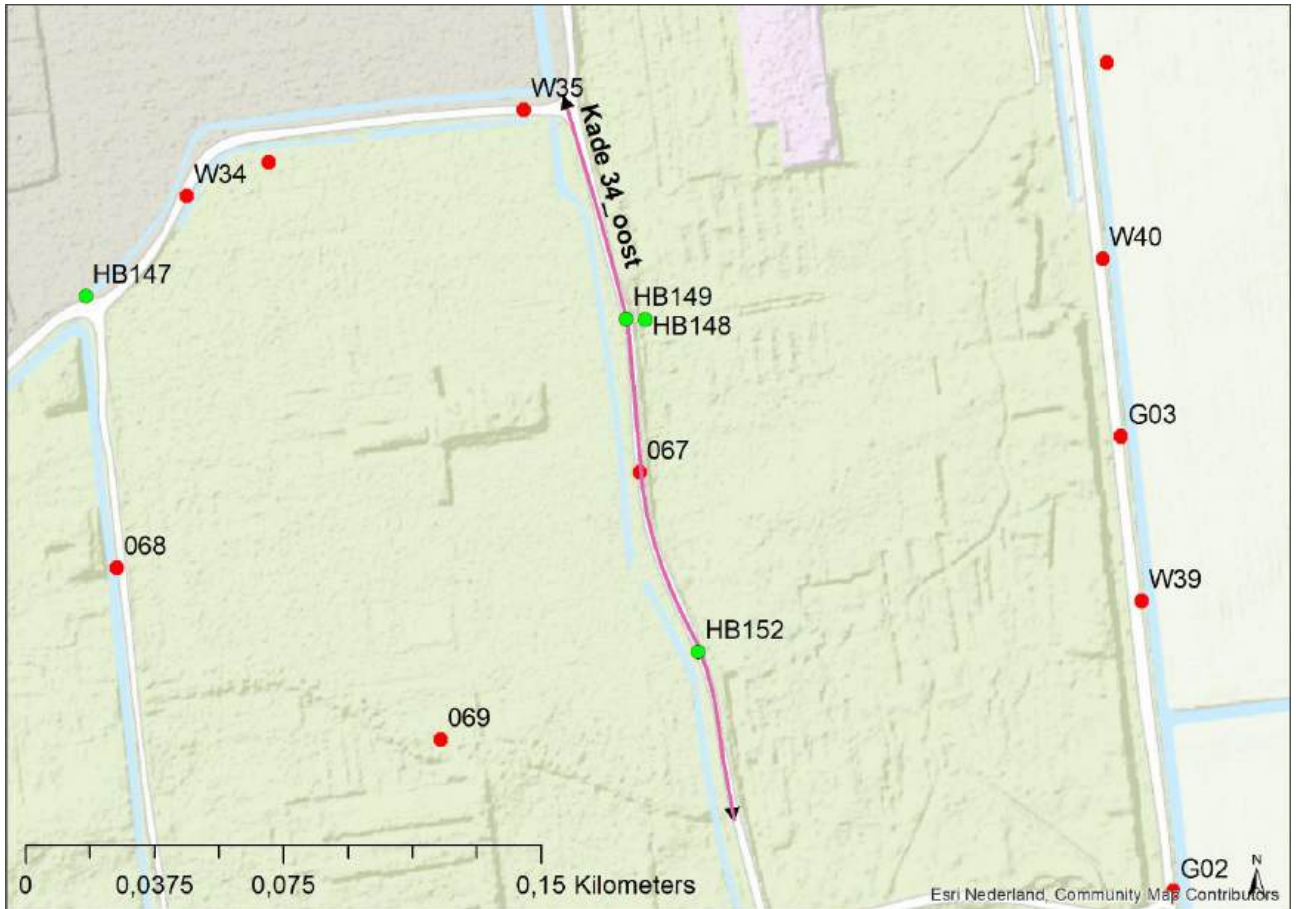 W35
Kade 34_oost
W34
W40
HB147
HB149
HB148
G03
067
068
W39
HB152
069
G02
N
0 0,0375 0,075 0,15 Kilometers
Esri Nederland, Community Map Contributors